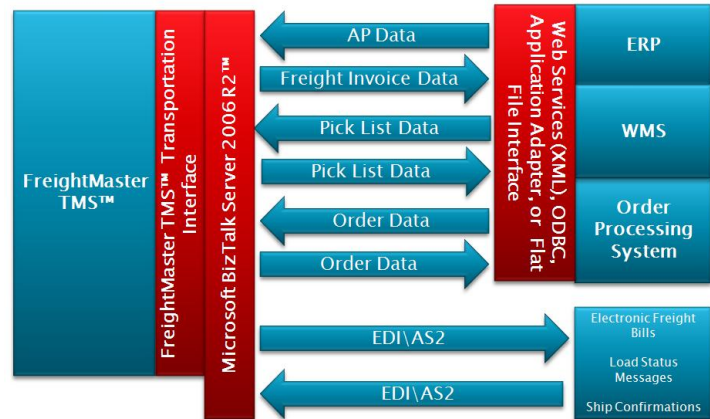 FreightMaster
TMS™
FreightMaster TMS™ Transportation
Interface
Microsoft BizTalk Server 2006 R2™
AP Data
Freight Invoice Data
Pick List Data
Pick List Data
Order Data
Order Data
EDI\AS2
EDI\AS2
Web Services (XML), ODBC,
Application Adapter, or Flat
File Interface
ERP
WMS
Order
Processing
System
Electronic Freight
Bills
Load Status
Messages
Ship Confirmations